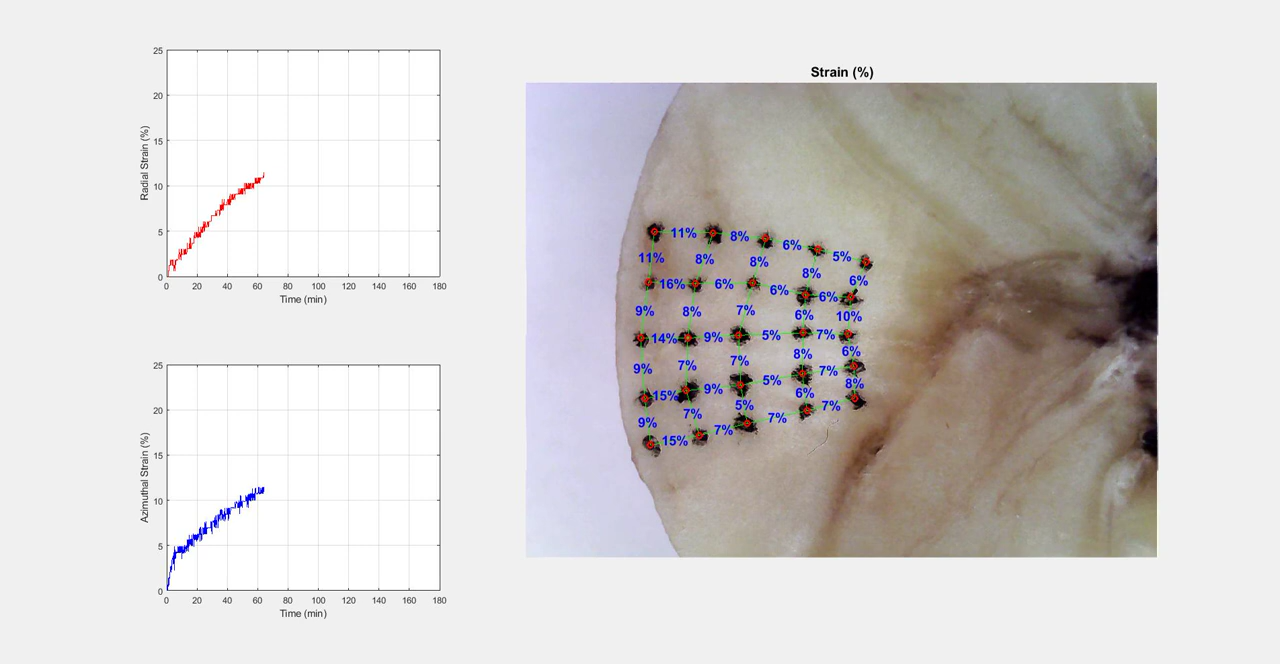 25
20
15
10
5
0
Radial Strain (%)
0 20 40 60 80 100 120 140 160 180
Time (min)
25
20
15
10
5
0
Azimuthal Strain (%)
0 20 40 60 80 100 120 140 160 180
Time (min)
Strain (%)
11% 8% 6% 5%
11% 8% 8% 8% 6%
16% 6% 6% 6%
9% 8% 7% 6% 10%
14% 9% 5% 7%
9% 7% 7% 8% 6%
15% 9% 5% 7%
9% 7% 5% 6% 8%
15% 7% 7% 7%